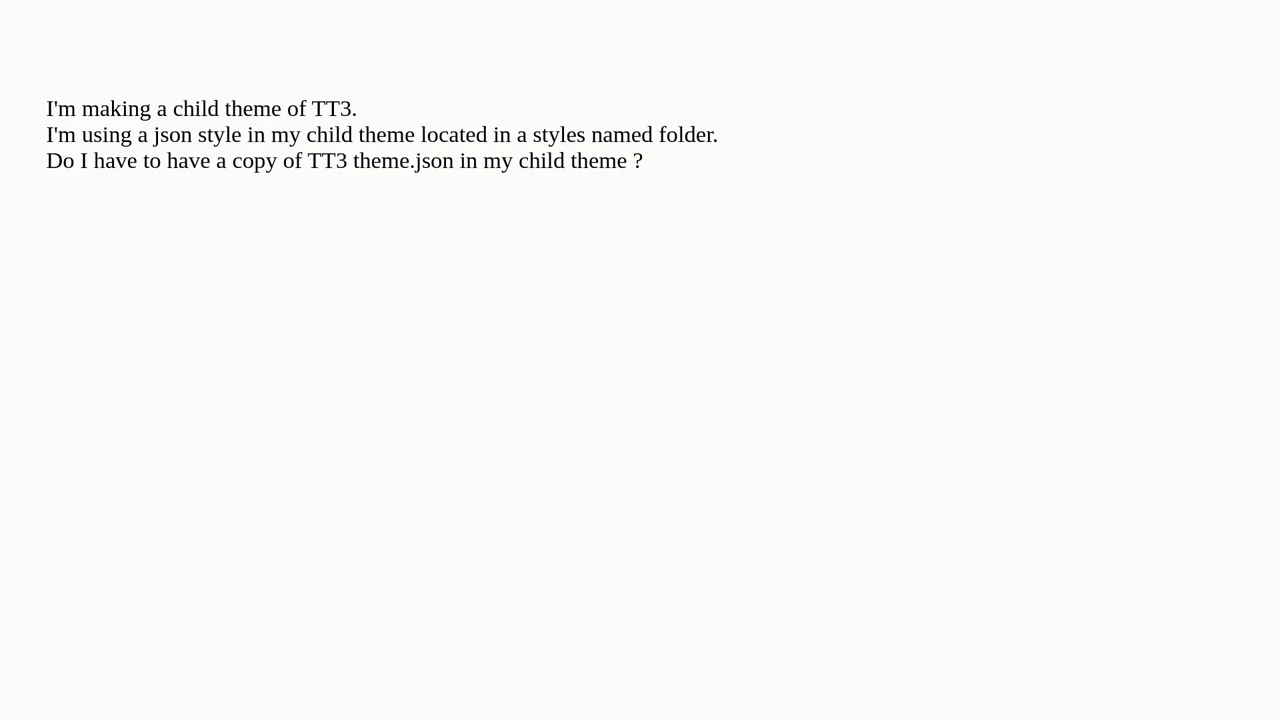 I'm making a child theme of TT3.
I'm using a json style in my child theme located in a styles named folder.
Do I have to have a copy of TT3 theme.json in my child theme ?